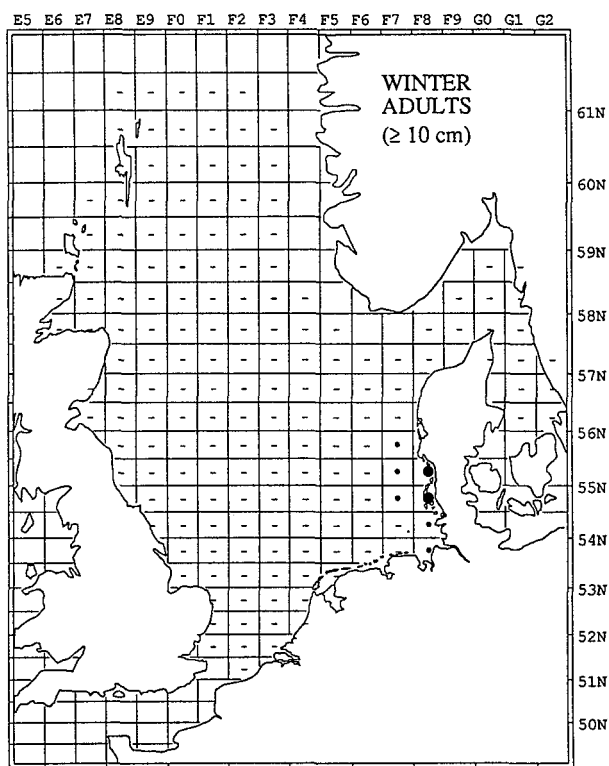 E5 E6 E7 E8 E9 F0 F1 F2 F3 F4 F5 F6 F7 F8 F9 G0 G1 G2
WINTER
ADULTS
(≥ 10 cm)
61N
60N
59N
58N
57N
56N
55N
54N
53N
52N
51N
50N